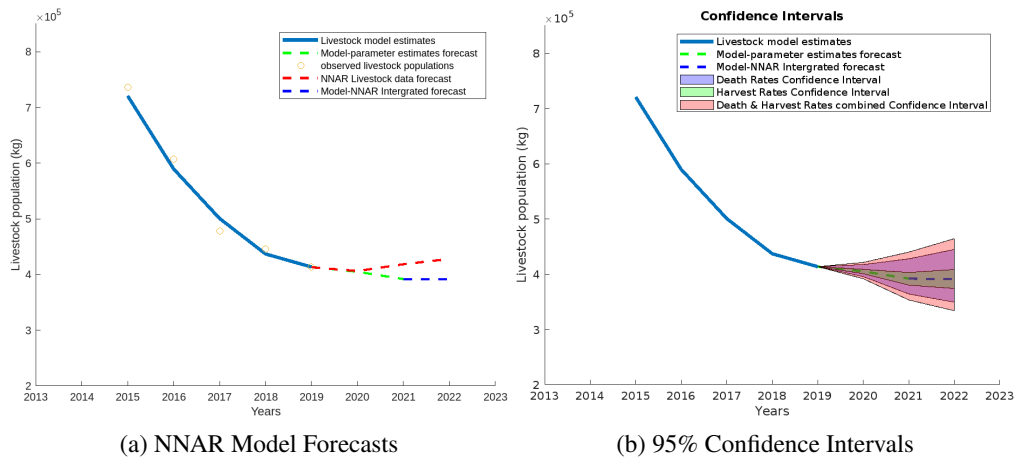 ×10⁵
Livestock model estimates
Model-parameter estimates forecast
observed livestock populations
NNAR Livestock data forecast
Model-NNAR Intergrated forecast
Livestock population (kg)
8
7
6
5
4
3
2
2013 2014 2015 2016 2017 2018 2019 2020 2021 2022 2023
Years
(a) NNAR Model Forecasts
Confidence Intervals
×10⁵
Livestock model estimates
Model-parameter estimates forecast
Model-NNAR Intergrated forecast
Death Rates Confidence Interval
Harvest Rates Confidence Interval
Death & Harvest Rates combined Confidence Interval
Livestock population (kg)
8
7
6
5
4
3
2
2013 2014 2015 2016 2017 2018 2019 2020 2021 2022 2023
Years
(b) 95% Confidence Intervals